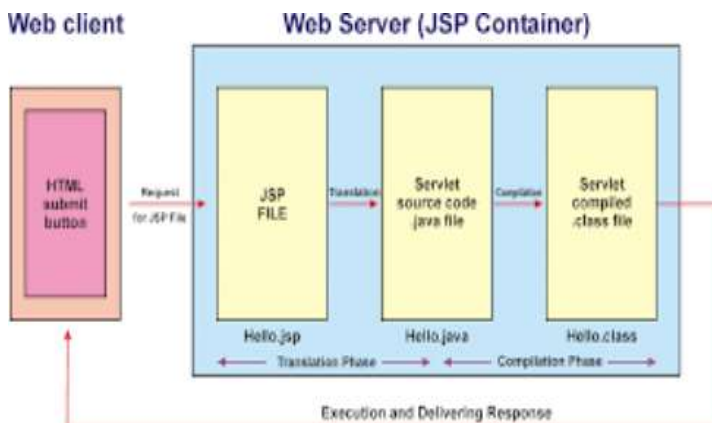 Web client
Web Server (JSP Container)
HTML
submit
button
Request
for JSP File
JSP
FILE
Translation
Servlet
source code
.java file
Compilation
Servlet
compiled
.class file
Hello.jsp
Hello.java
Hello.class
Translation Phase
Compilation Phase
Execution and Delivering Response